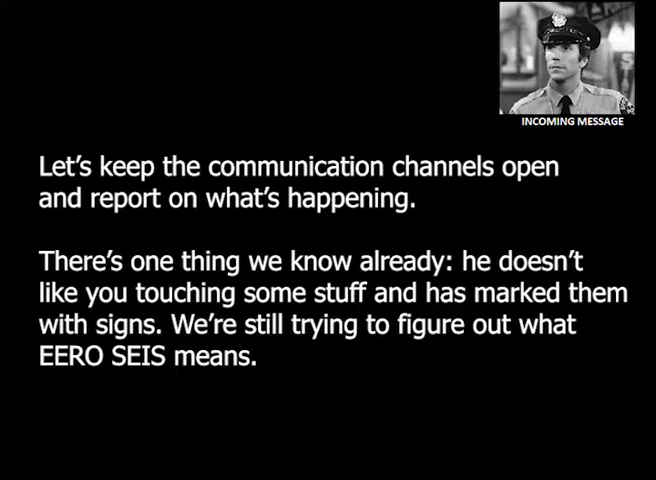 INCOMING MESSAGE
Let's keep the communication channels open
and report on what's happening.
There's one thing we know already: he doesn't
like you touching some stuff and has marked them
with signs. We're still trying to figure out what
EERO SEIS means.